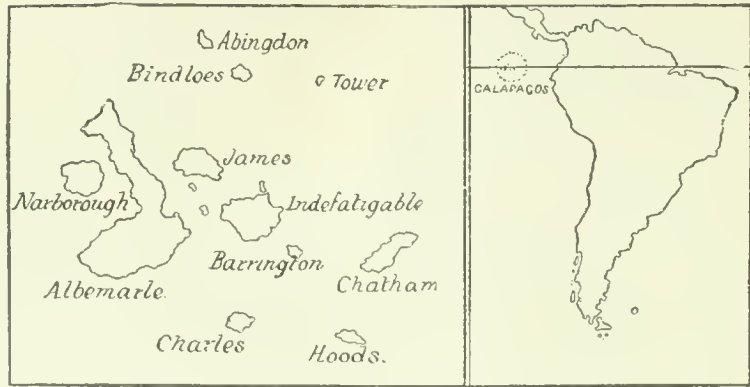 Abingdon
Bindloes
Tower
James
Narborough
Indefatigable
Barrington
Albemarle.
Chatham
Charles
Hoods.
GALAPAGOS